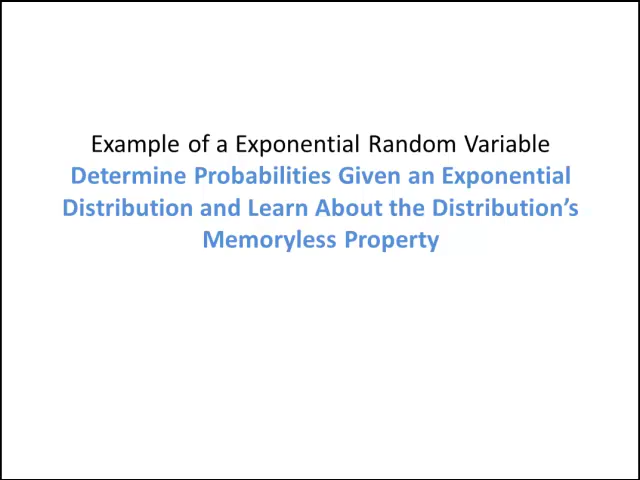 Example of a Exponential Random Variable
Determine Probabilities Given an Exponential
Distribution and Learn About the Distribution’s
Memoryless Property